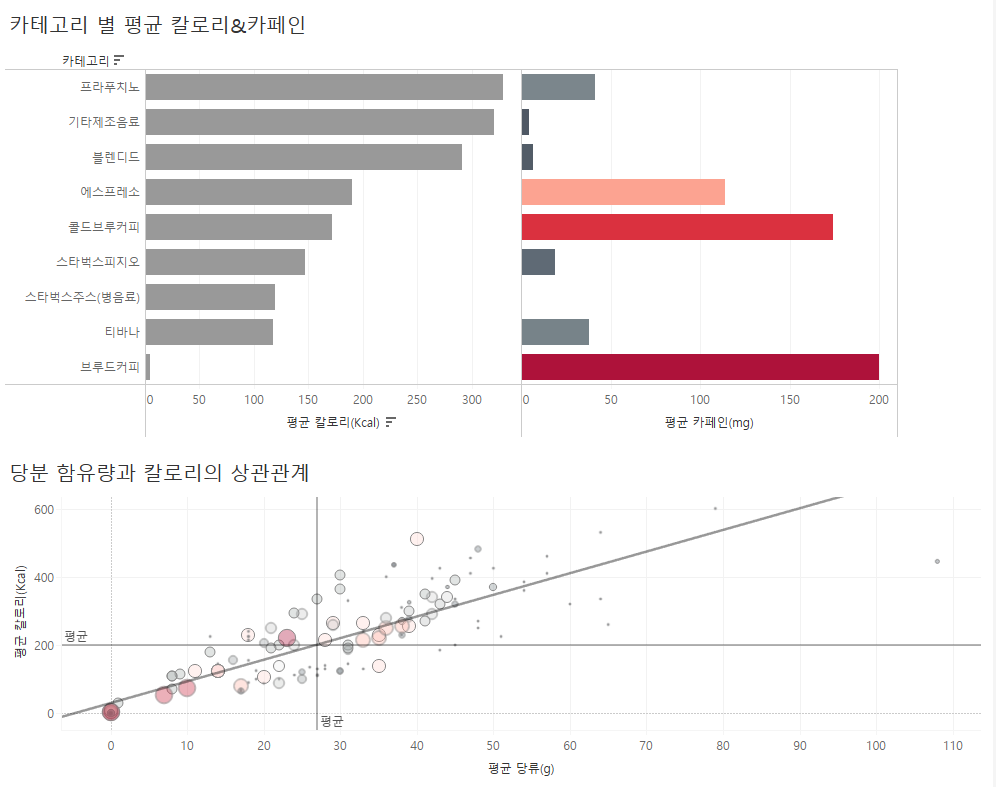 카테고리 별 평균 칼로리&카페인
카테고리
프라푸치노
기타제조음료
블렌디드
에스프레소
콜드브루커피
스타벅스피지오
스타벅스주스(병음료)
티바나
브루드커피
0 50 100 150 200 250 300 0 50 100 150 200
평균 칼로리(Kcal) 평균 카페인(mg)
당분 함유량과 칼로리의 상관관계
600
400
200
0
평균 칼로리(Kcal)
평균
평균
0 10 20 30 40 50 60 70 80 90 100 110
평균 당류(g)